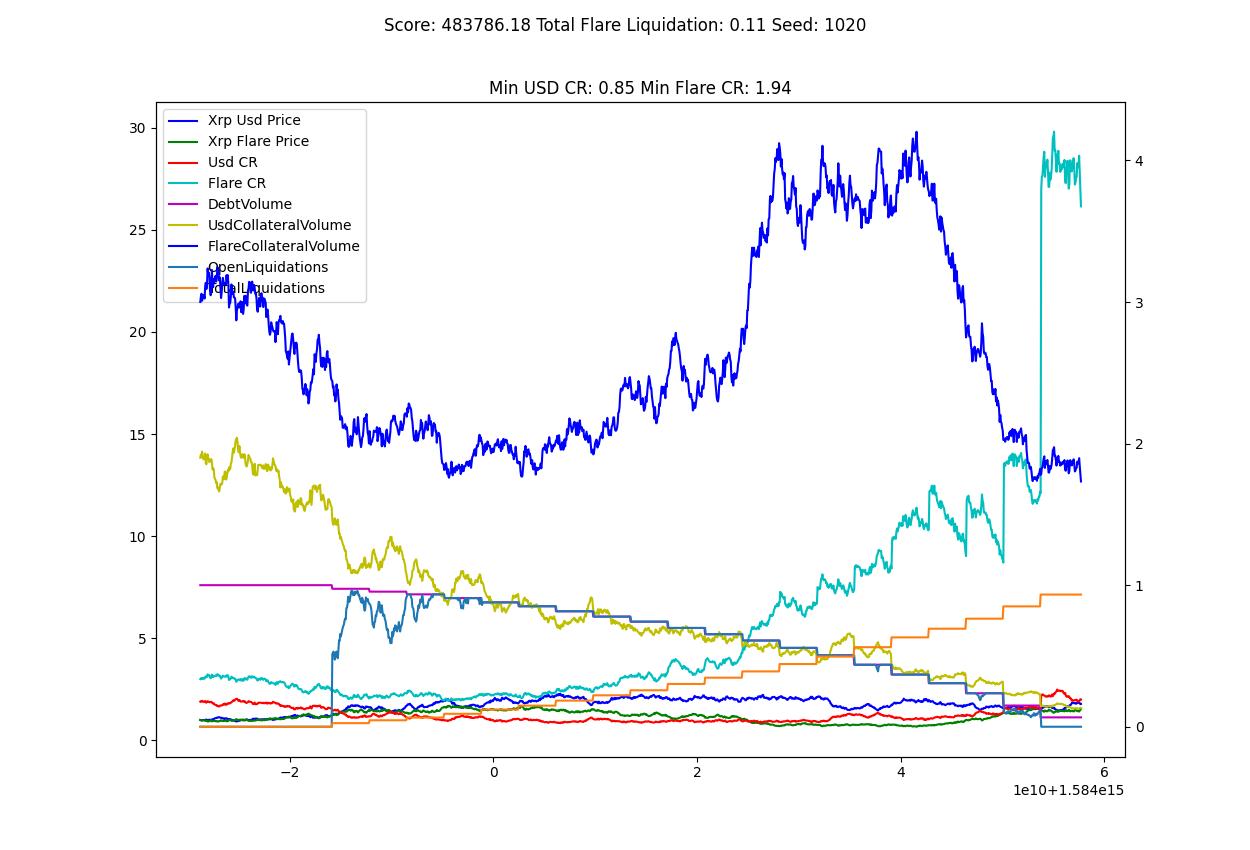 Score: 483786.18 Total Flare Liquidation: 0.11 Seed: 1020
Min USD CR: 0.85 Min Flare CR: 1.94
Xrp Usd Price
Xrp Flare Price
Usd CR
Flare CR
DebtVolume
UsdCollateralVolume
FlareCollateralVolume
OpenLiquidations
TotalLiquidations
30
25
20
15
10
5
0
4
3
2
1
0
−2
0
2
4
6
1e10+1.584e15